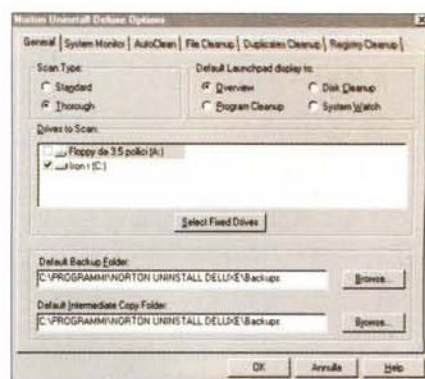 Norton Uninstall Deluxe Options
General System Monitor AutoClean File Cleanup Duplicates Cleanup Registry Cleanup
Scan Type:
Standard
Thorough
Default Launchpad display to:
Overview
Disk Cleanup
Program Cleanup
System Watch
Drives to Scan:
Floppy da 3.5 pollici (A:)
(C:)
Select Fixed Drives
Default Backup Folder:
C:\PROGRAMMI\NORTON UNINSTALL DELUXE\Backups
Browse...
Default Intermediate Copy Folder:
C:\PROGRAMMI\NORTON UNINSTALL DELUXE\Backups
Browse...
OK Annulla Help